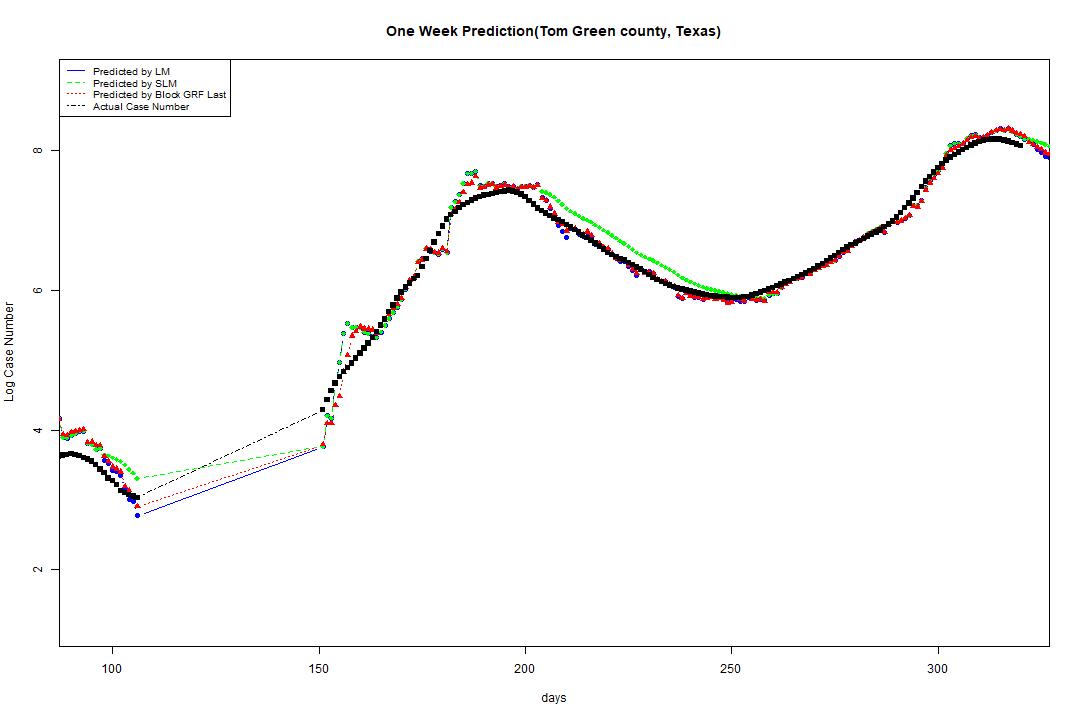 One Week Prediction(Tom Green county, Texas)
Predicted by LM
Predicted by SLM
Predicted by Block GRF Last
Actual Case Number
8
6
4
2
Log Case Number
100 150 200 250 300
days